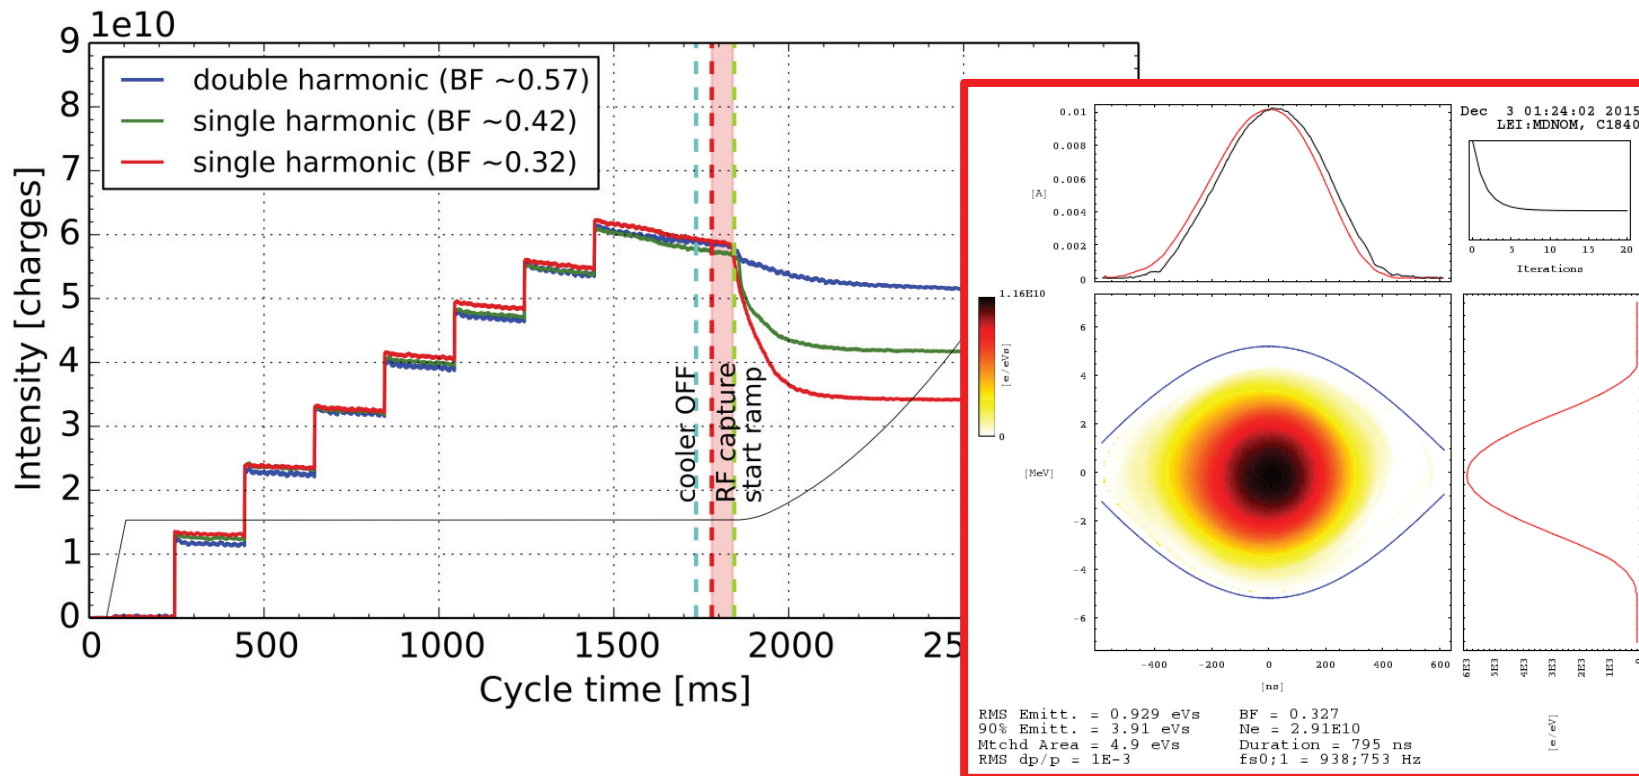 1e10
9
8
7
6
5
4
3
2
1
0
Intensity [charges]
double harmonic (BF ~0.57)
single harmonic (BF ~0.42)
single harmonic (BF ~0.32)
cooler OFF
RF capture
start ramp
0
500
1000
1500
2000
25
Cycle time [ms]
Dec 3 01:24:02 2015
LEI:MDNOM, C1840
0.01
0.008
0.006
0.004
0.002
0
[A]
0 5 10 15 20
Iterations
1.16E10
[e/eVs]
0
6
4
2
0
-2
-4
-6
[MeV]
-400 -200 0 200 400 600
[ns]
6E3 5E3 4E3 3E3 2E3 1E3
[e/eV]
RMS Emitt. = 0.929 eVs BF = 0.327
90% Emitt. = 3.91 eVs Ne = 2.91E10
Mtchd Area = 4.9 eVs Duration = 795 ns
RMS dp/p = 1E-3 fs0;1 = 938;753 Hz